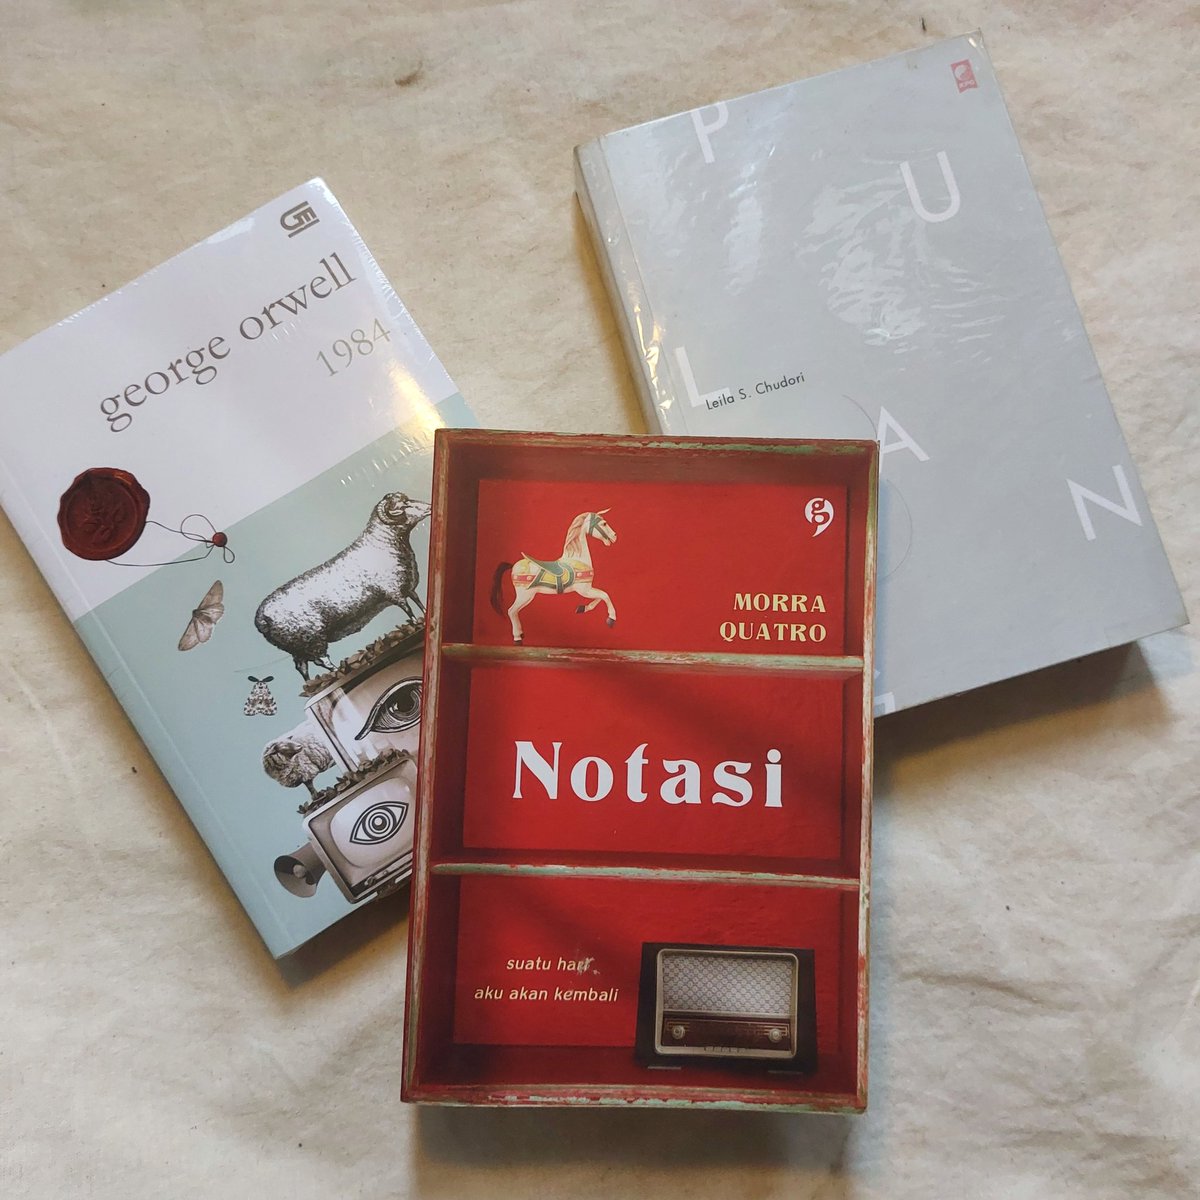 george orwell
1984
P
U
L
Leila S. Chudori
A
N
MORRA
QUATRO
Notasi
suatu hari
aku akan kembali